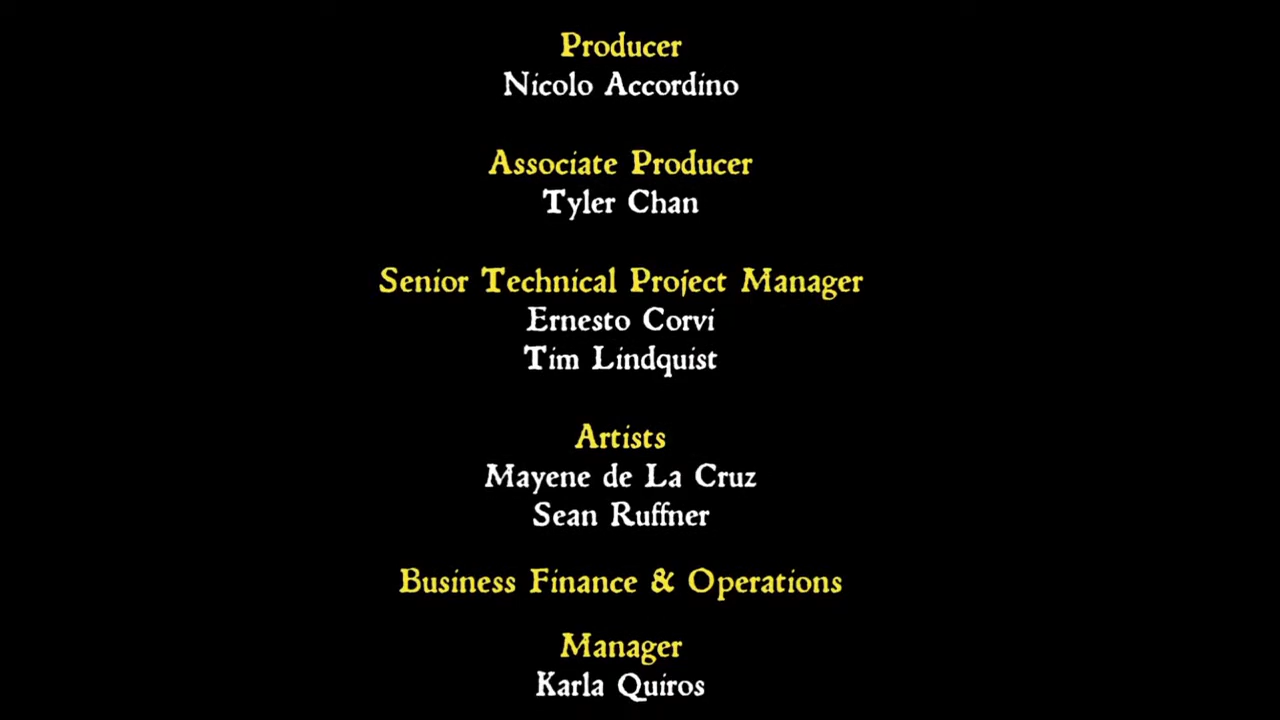 Producer
Nicolo Accordino
Associate Producer
Tyler Chan
Senior Technical Project Manager
Ernesto Corvi
Tim Lindquist
Artists
Mayene de La Cruz
Sean Ruffner
Business Finance & Operations
Manager
Karla Quiros